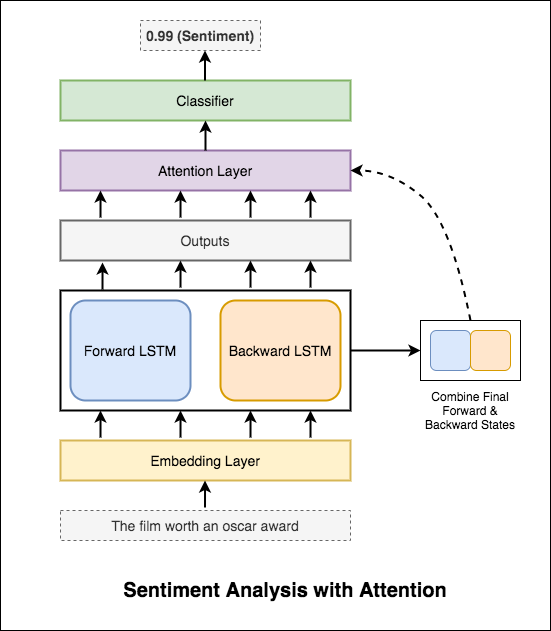 0.99 (Sentiment)
Classifier
Attention Layer
Outputs
Forward LSTM
Backward LSTM
Combine Final
Forward &
Backward States
Embedding Layer
The film worth an oscar award
Sentiment Analysis with Attention